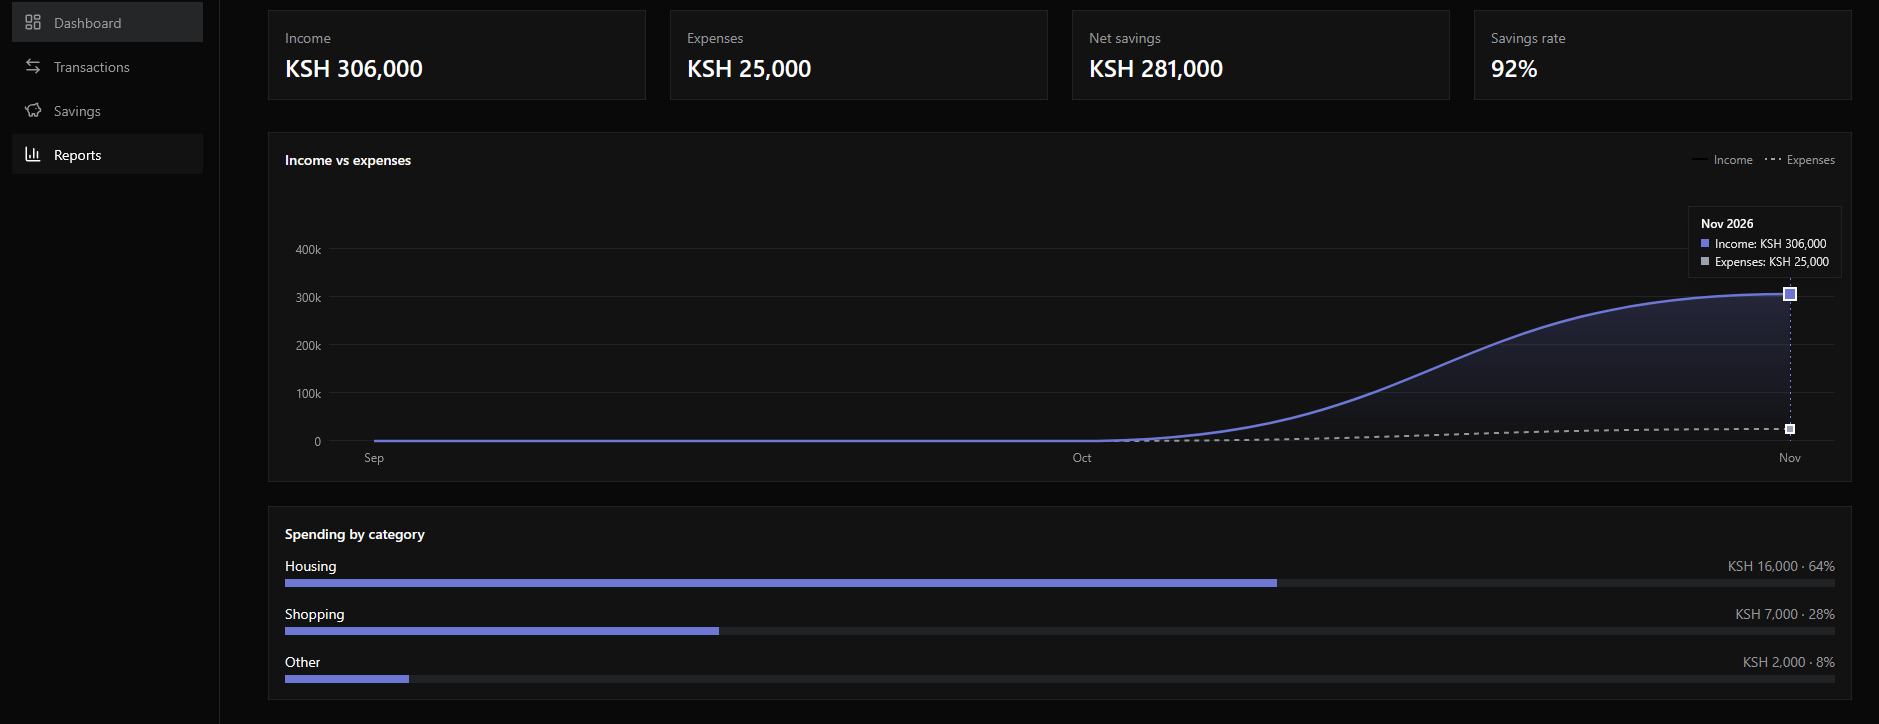 Dashboard
Transactions
Savings
Reports
Income
KSH 306,000
Expenses
KSH 25,000
Net savings
KSH 281,000
Savings rate
92%
Income vs expenses
Income
Expenses
Nov 2026
Income: KSH 306,000
Expenses: KSH 25,000
400k
300k
200k
100k
0
Sep
Oct
Nov
Spending by category
Housing
KSH 16,000 · 64%
Shopping
KSH 7,000 · 28%
Other
KSH 2,000 · 8%